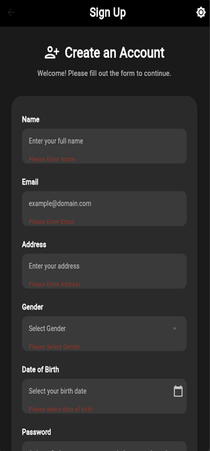 Sign Up
Create an Account
Welcome! Please fill out the form to continue.
Name
Enter your full name
Please Enter Name
Email
example@domain.com
Please Enter Email
Address
Enter your address
Please Enter Address
Gender
Select Gender
Please Select Gender
Date of Birth
Select your birth date
Please select date of birth
Password